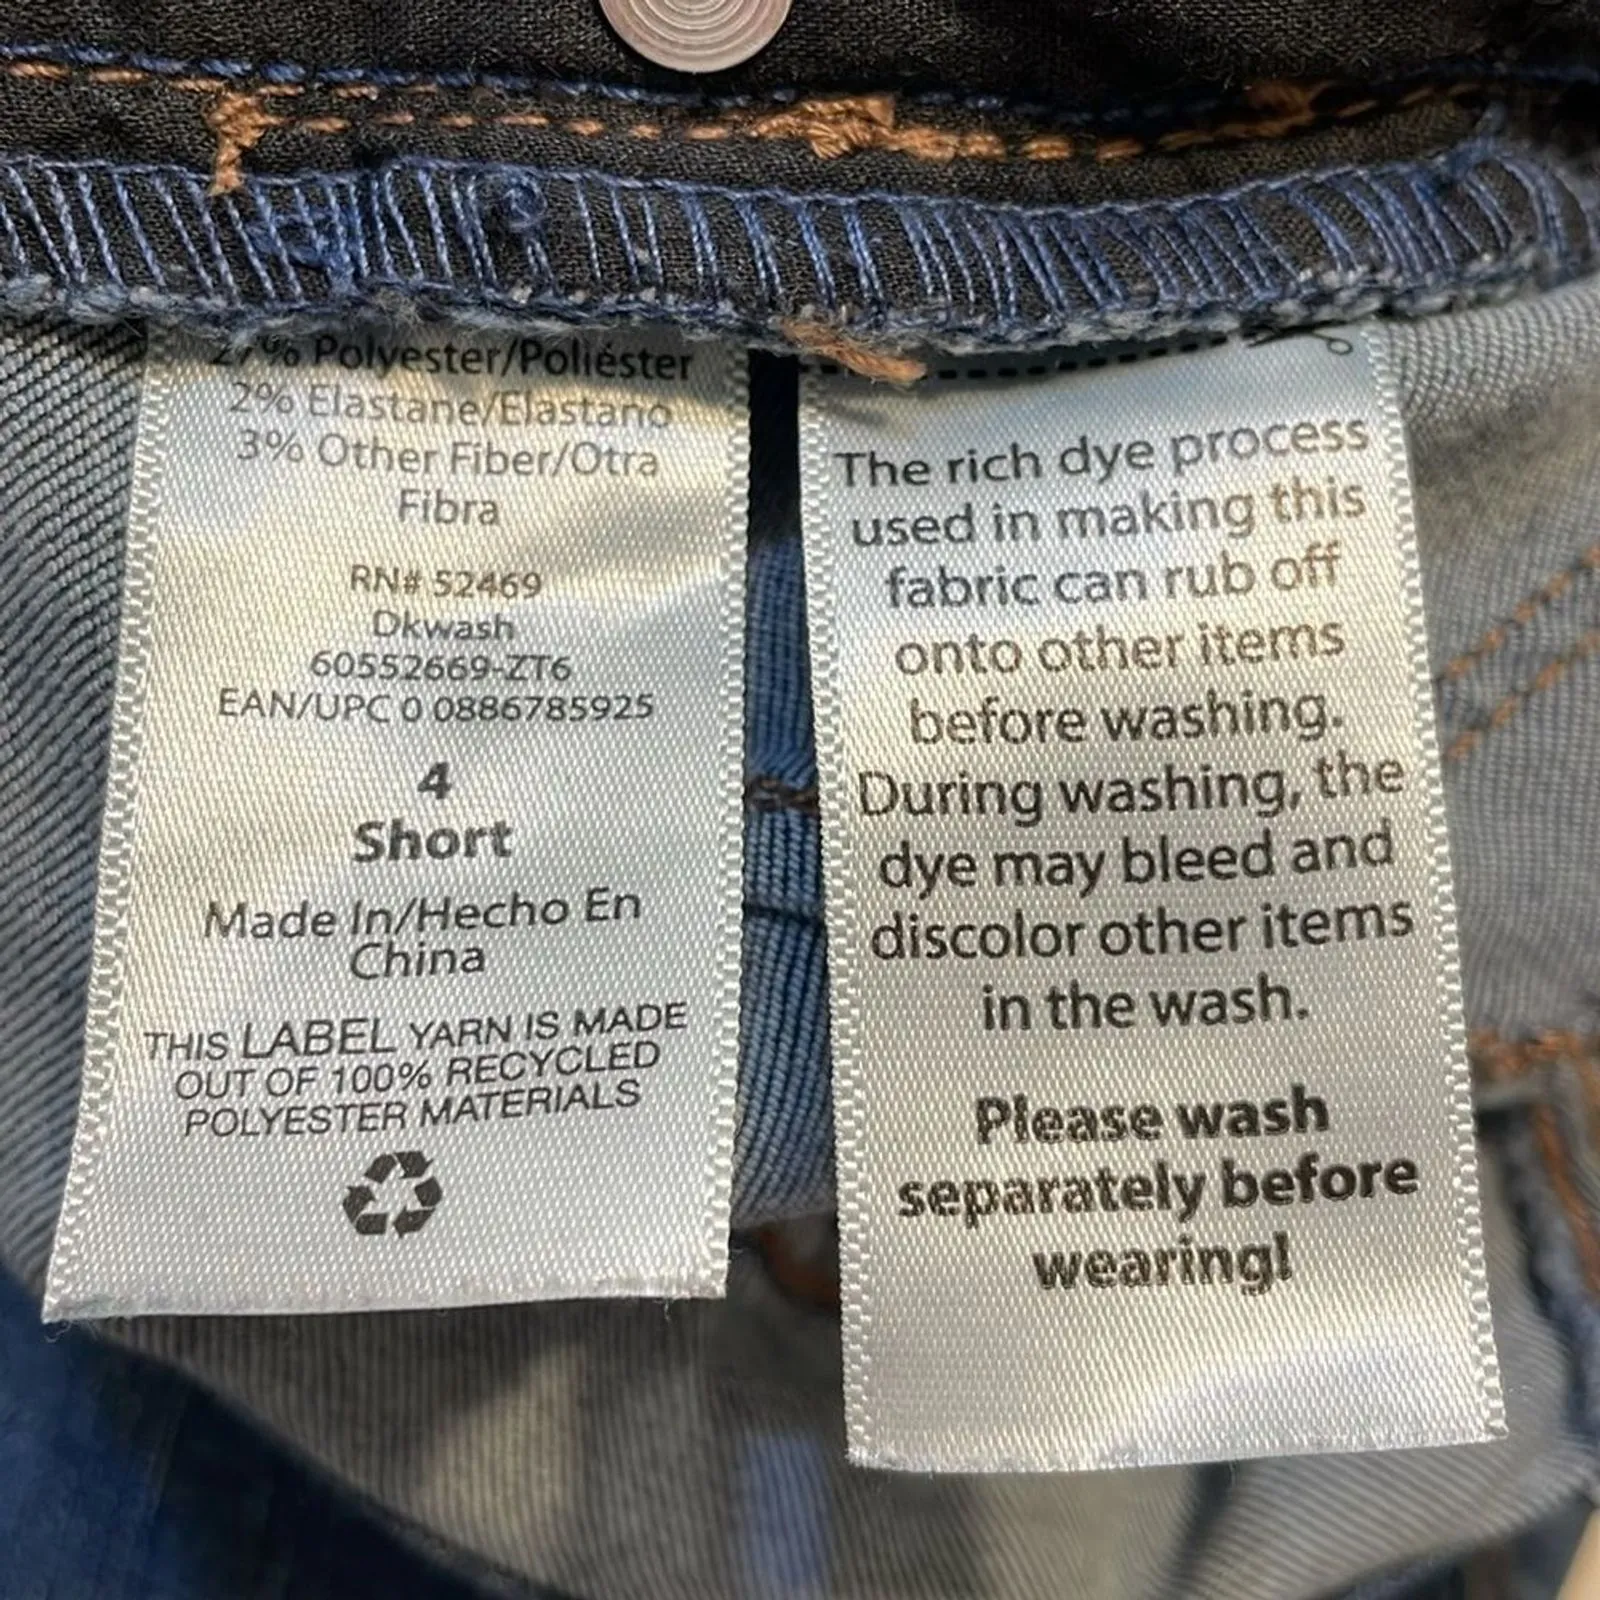 27% Polyester/Poliéster
2% Elastane/Elastano
3% Other Fiber/Otra
Fibra
RN# 52469
Dkwash
60552669-ZT6
EAN/UPC 0 0886785925
4
Short
Made In/Hecho En
China
THIS LABEL YARN IS MADE
OUT OF 100% RECYCLED
POLYESTER MATERIALS
The rich dye process
used in making this
fabric can rub off
onto other items
before washing.
During washing, the
dye may bleed and
discolor other items
in the wash.
Please wash
separately before
wearing!